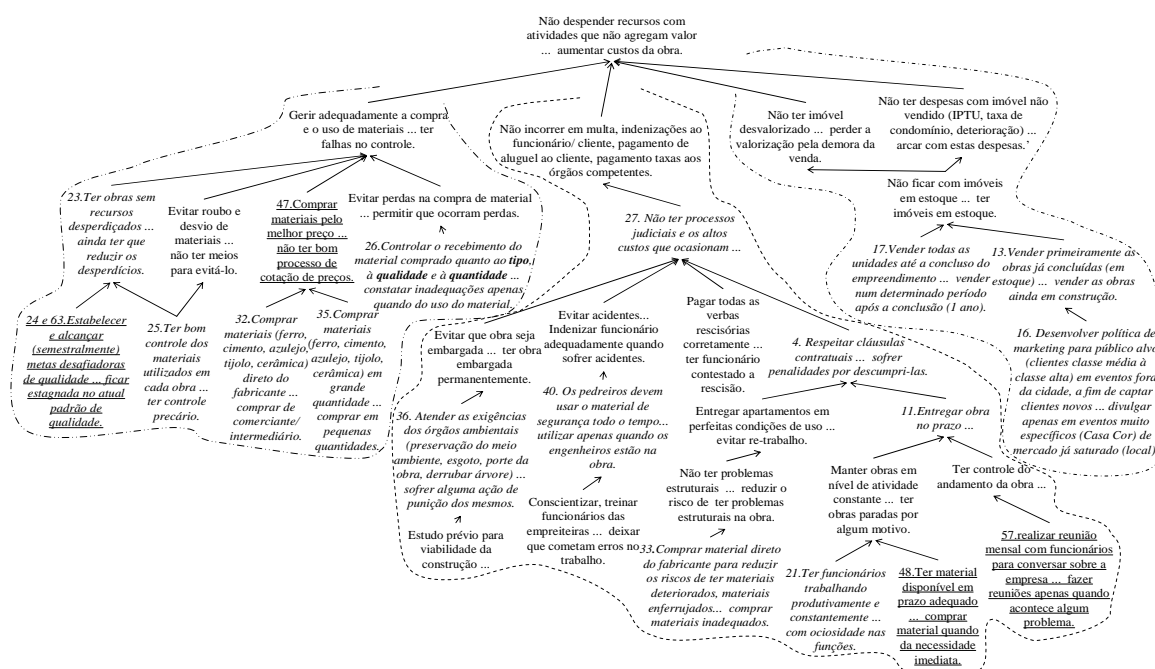 Não despender recursos com
atividades que não agregam valor
... aumentar custos da obra.
Gerir adequadamente a compra
e o uso de materiais ... ter
falhas no controle.
Não incorrer em multa, indenizações ao
funcionário/ cliente, pagamento de
aluguel ao cliente, pagamento taxas aos
órgãos competentes.
Não ter imóvel
desvalorizado ... perder a
valorização pela demora da
venda.
Não ter despesas com imóvel não
vendido (IPTU, taxa de
condomínio, deterioração) ...
arcar com estas despesas.'
23.Ter obras sem
recursos
desperdiçados ...
ainda ter que
reduzir os
desperdícios.
Evitar roubo e
desvio de
materiais ...
não ter meios
para evitá-lo.
47.Comprar
materiais pelo
melhor preço ...
não ter bom
processo de
cotação de preços.
Evitar perdas na compra de material
... permitir que ocorram perdas.
26.Controlar o recebimento do
material comprado quanto ao tipo,
à qualidade e à quantidade ...
constatar inadequações apenas
quando do uso do material.
27. Não ter processos
judiciais e os altos
custos que ocasionam ...
Não ficar com imóveis
em estoque ... ter
imóveis em estoque.
17.Vender todas as
unidades até a concluso do
empreendimento ... vender
num determinado período
após a conclusão (1 ano).
13.Vender primeiramente as
obras já concluídas (em
estoque) ... vender as obras
ainda em construção.
24 e 63.Estabelecer
e alcançar
(semestralmente)
metas desafiadoras
de qualidade ... ficar
estagnada no atual
padrão de
qualidade.
25.Ter bom
controle dos
materiais
utilizados em
cada obra ...
ter controle
precário.
32.Comprar
materiais (ferro,
cimento, azulejo,
tijolo, cerâmica)
direto do
fabricante ...
comprar de
comerciante/
intermediário.
35.Comprar
materiais
(ferro, cimento,
azulejo, tijolo,
cerâmica) em
grande
quantidade ...
comprar em
pequenas
quantidades.
Evitar que obra seja
embargada ... ter obra
embargada
permanentemente.
Evitar acidentes...
Indenizar funcionário
adequadamente quando
sofrer acidentes.
Pagar todas as
verbas
rescisórias
corretamente ...
ter funcionário
contestado a
rescisão.
4. Respeitar cláusulas
contratuais ... sofrer
penalidades por descumpri-las.
16. Desenvolver política de
marketing para público alvo
(clientes classe média à
classe alta) em eventos fora
da cidade, a fim de captar
clientes novos ... divulgar
apenas em eventos muito
específicos (Casa Cor) de
mercado já saturado (local)
36. Atender as exigências
dos órgãos ambientais
(preservação do meio
ambiente, esgoto, porte da
obra, derrubar árvore) ...
sofrer alguma ação de
punição dos mesmos.
40. Os pedreiros devem
usar o material de
segurança todo o tempo...
utilizar apenas quando os
engenheiros estão na
obra.
Entregar apartamentos em
perfeitas condições de uso ...
evitar re-trabalho.
11.Entregar obra
no prazo ...
Não ter problemas
estruturais ... reduzir o
risco de ter problemas
estruturais na obra.
Manter obras em
nível de atividade
constante ... ter
obras paradas por
algum motivo.
Ter controle do
andamento da obra ...
Estudo prévio para
viabilidade da
construção ...
Conscientizar, treinar
funcionários das
empreiteiras ... deixar
que cometam erros no
trabalho.
33.Comprar material direto
do fabricante para reduzir
os riscos de ter materiais
deteriorados, materiais
enferrujados... comprar
materiais inadequados.
21.Ter funcionários
trabalhando
produtivamente e
constantemente ...
com ociosidade nas
funções.
48.Ter material
disponível em
prazo adequado
... comprar
material quando
da necessidade
imediata.
57.realizar reunião
mensal com funcionários
para conversar sobre a
empresa ... fazer
reuniões apenas quando
acontece algum
problema.